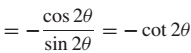 = − cos 2θ / sin 2θ = − cot 2θ